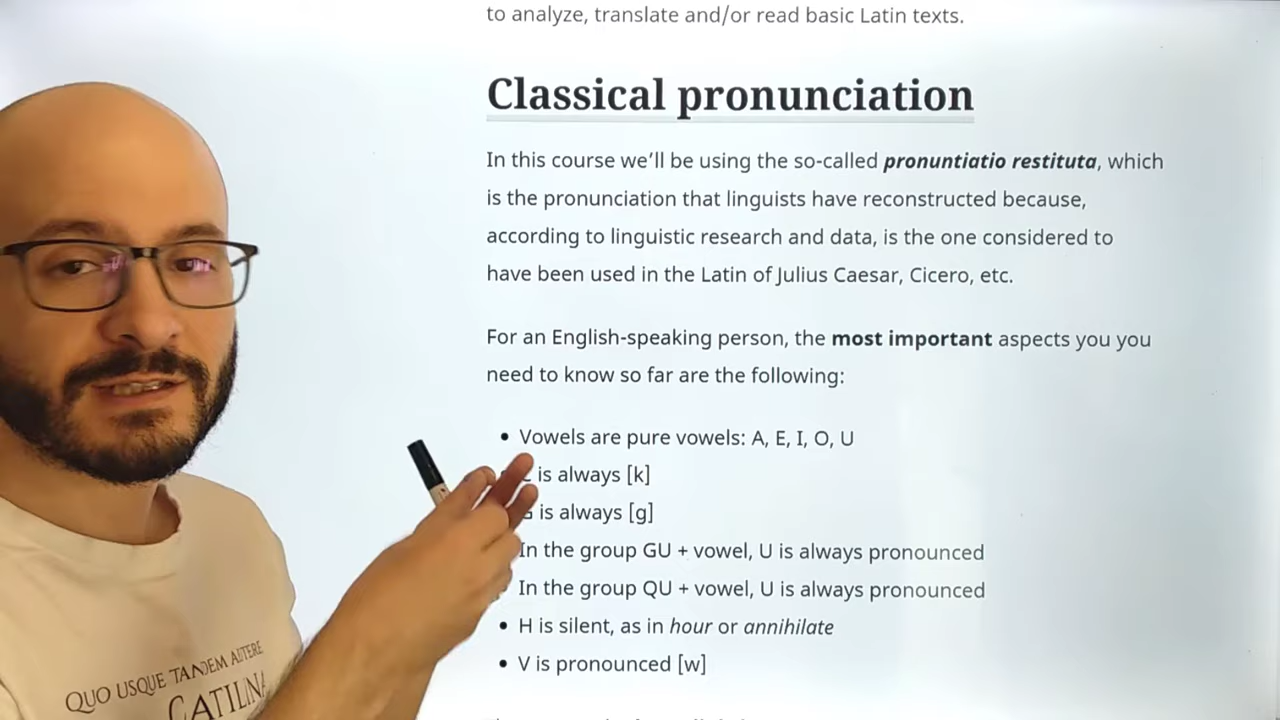 to analyze, translate and/or read basic Latin texts.
Classical pronunciation
In this course we’ll be using the so-called pronuntiatio restituta, which
is the pronunciation that linguists have reconstructed because,
according to linguistic research and data, is the one considered to
have been used in the Latin of Julius Caesar, Cicero, etc.
For an English-speaking person, the most important aspects you you
need to know so far are the following:
• Vowels are pure vowels: A, E, I, O, U
is always [k]
is always [g]
In the group GU + vowel, U is always pronounced
In the group QU + vowel, U is always pronounced
• H is silent, as in hour or annihilate
• V is pronounced [w]
QUO USQUE TANDEM ABTERE
CATILINA